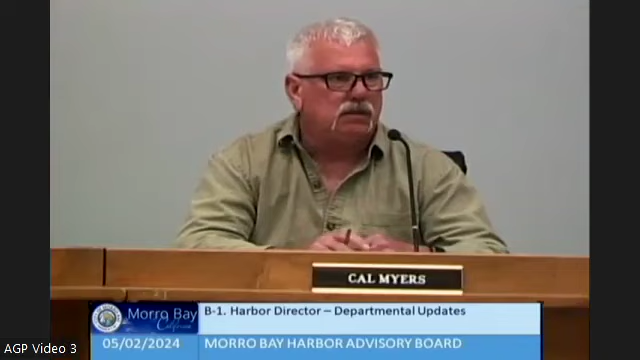 CAL MYERS
Morro Bay
California
B-1. Harbor Director – Departmental Updates
05/02/2024
MORRO BAY HARBOR ADVISORY BOARD
AGP Video 3